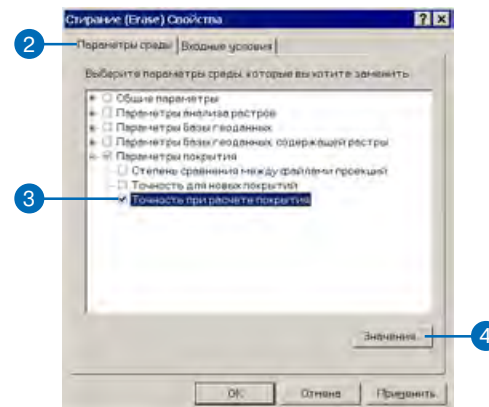 Стирание (Erase) Свойства
2
Параметры среды
Входные условия
Выберите параметры среды, которые вы хотите заменить
Общие параметры
Параметры анализа растров
Параметры базы геоданных
Параметры базы геоданных, содержащей растры
Параметры покрытия
Степень сравнения между файлами проекций
Точность для новых покрытий
3
Точность при расчете покрытия
Значения...
4
OK
Отмена
Применить